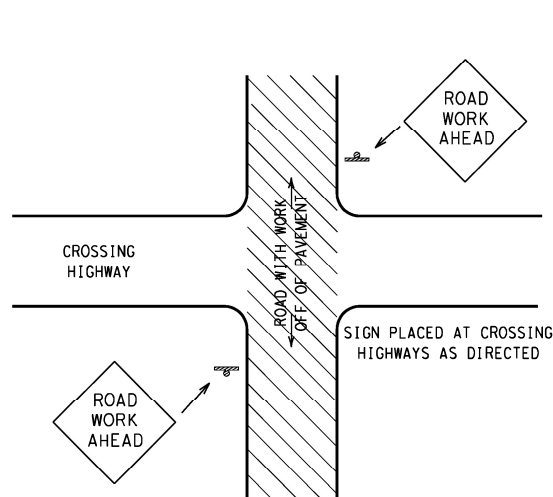 ROAD
WORK
AHEAD
CROSSING
HIGHWAY
ROAD WITH WORK
OFF OF PAVEMENT
SIGN PLACED AT CROSSING
HIGHWAYS AS DIRECTED
ROAD
WORK
AHEAD